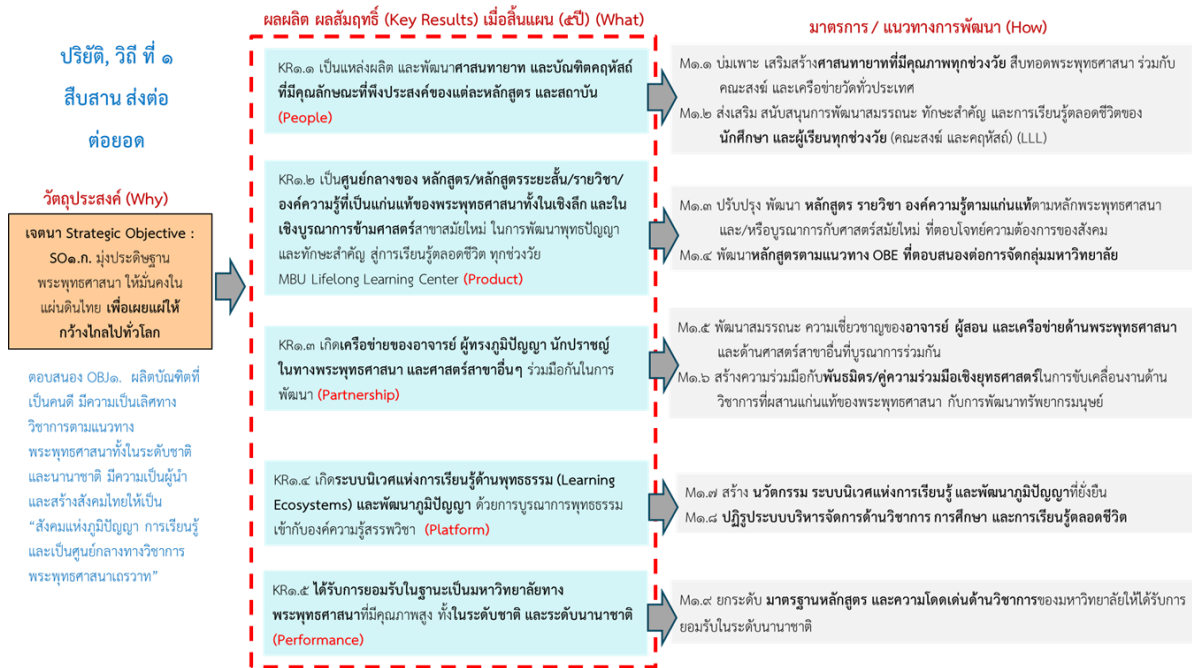 ปริยัติ, วิถี ที่ ๑
สืบสาน ส่งต่อ
ต่อยอด
วัตถุประสงค์ (Why)
เจตนา Strategic Objective :
SO๑.ก. มุ่งประดิษฐาน
พระพุทธศาสนา ให้มั่นคงใน
แผ่นดินไทย เพื่อเผยแผ่ให้
กว้างไกลไปทั่วโลก
ตอบสนอง OBJ๑. ผลิตบัณฑิตที่
เป็นคนดี มีความเป็นเลิศทาง
วิชาการตามแนวทาง
พระพุทธศาสนาทั้งในระดับชาติ
และนานาชาติ มีความเป็นผู้นำ
และสร้างสังคมไทยให้เป็น
“สังคมแห่งภูมิปัญญา การเรียนรู้
และเป็นศูนย์กลางทางวิชาการ
พระพุทธศาสนาเถรวาท”
ผลผลิต ผลสัมฤทธิ์ (Key Results) เมื่อสิ้นแผน (๕ปี) (What)
KR๑.๑ เป็นแหล่งผลิต และพัฒนาศาสนทายาท และบัณฑิตคฤหัสถ์
ที่มีคุณลักษณะที่พึงประสงค์ของแต่ละหลักสูตร และสถาบัน
(People)
KR๑.๒ เป็นศูนย์กลางของ หลักสูตร/หลักสูตรระยะสั้น/รายวิชา/
องค์ความรู้ที่เป็นแก่นแท้ของพระพุทธศาสนาทั้งในเชิงลึก และใน
เชิงบูรณาการข้ามศาสตร์สาขาสมัยใหม่ ในการพัฒนาพุทธปัญญา
และทักษะสำคัญ สู่การเรียนรู้ตลอดชีวิต ทุกช่วงวัย
MBU Lifelong Learning Center (Product)
KR๑.๓ เกิดเครือข่ายของอาจารย์ ผู้ทรงภูมิปัญญา นักปราชญ์
ในทางพระพุทธศาสนา และศาสตร์สาขาอื่นๆ ร่วมมือกันในการ
พัฒนา (Partnership)
KR๑.๔ เกิดระบบนิเวศแห่งการเรียนรู้ด้านพุทธธรรม (Learning
Ecosystems) และพัฒนาภูมิปัญญา ด้วยการบูรณาการพุทธธรรม
เข้ากับองค์ความรู้สรรพวิชา (Platform)
KR๑.๕ ได้รับการยอมรับในฐานะเป็นมหาวิทยาลัยทาง
พระพุทธศาสนาที่มีคุณภาพสูง ทั้งในระดับชาติ และระดับนานาชาติ
(Performance)
มาตรการ / แนวทางการพัฒนา (How)
M๑.๑ บ่มเพาะ เสริมสร้างศาสนทายาทที่มีคุณภาพทุกช่วงวัย สืบทอดพระพุทธศาสนา ร่วมกับ
คณะสงฆ์ และเครือข่ายวัดทั่วประเทศ
M๑.๒ ส่งเสริม สนับสนุนการพัฒนาสมรรถนะ ทักษะสำคัญ และการเรียนรู้ตลอดชีวิตของ
นักศึกษา และผู้เรียนทุกช่วงวัย (คณะสงฆ์ และคฤหัสถ์) (LLL)
M๑.๓ ปรับปรุง พัฒนา หลักสูตร รายวิชา องค์ความรู้ตามแก่นแท้ตามหลักพระพุทธศาสนา
และ/หรือบูรณาการกับศาสตร์สมัยใหม่ ที่ตอบโจทย์ความต้องการของสังคม
M๑.๔ พัฒนาหลักสูตรตามแนวทาง OBE ที่ตอบสนองต่อการจัดกลุ่มมหาวิทยาลัย
M๑.๕ พัฒนาสมรรถนะ ความเชี่ยวชาญของอาจารย์ ผู้สอน และเครือข่ายด้านพระพุทธศาสนา
และด้านศาสตร์สาขาอื่นที่บูรณาการร่วมกัน
M๑.๖ สร้างความร่วมมือกับพันธมิตร/คู่ความร่วมมือเชิงยุทธศาสตร์ในการขับเคลื่อนงานด้าน
วิชาการที่ผสานแก่นแท้ของพระพุทธศาสนา กับการพัฒนาทรัพยากรมนุษย์
M๑.๗ สร้าง นวัตกรรม ระบบนิเวศแห่งการเรียนรู้ และพัฒนาภูมิปัญญาที่ยั่งยืน
M๑.๘ ปฏิรูประบบบริหารจัดการด้านวิชาการ การศึกษา และการเรียนรู้ตลอดชีวิต
M๑.๙ ยกระดับ มาตรฐานหลักสูตร และความโดดเด่นด้านวิชาการของมหาวิทยาลัยให้ได้รับการ
ยอมรับในระดับนานาชาติ